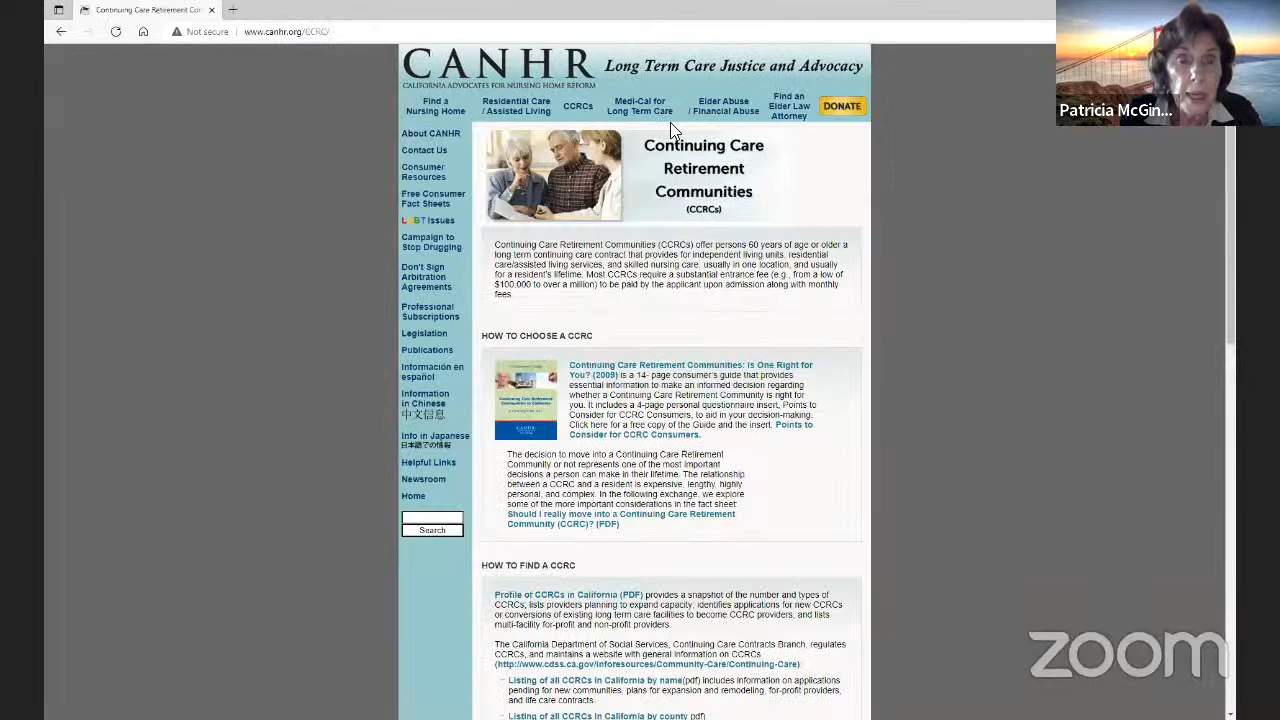 Continuing Care Retirement Cor
Not secure
www.canhr.org/CCRC/
CANHR
Long Term Care Justice and Advocacy
CALIFORNIA ADVOCATES FOR NURSING HOME REFORM
Find a
Nursing Home
Residential Care
/ Assisted Living
CCRCs
Medi-Cal for
Long Term Care
Elder Abuse
/ Financial Abuse
Find an
Elder Law
Attorney
DONATE
Patricia McGin...
About CANHR
Contact Us
Consumer
Resources
Free Consumer
Fact Sheets
LGBT Issues
Campaign to
Stop Drugging
Don't Sign
Arbitration
Agreements
Professional
Subscriptions
Legislation
Publications
Información en
español
Information
in Chinese
中文信息
Info in Japanese
日本語での情報
Helpful Links
Newsroom
Home
Search
Continuing Care
Retirement
Communities
(CCRCs)
Continuing Care Retirement Communities (CCRCs) offer persons 60 years of age or older a
long term continuing care contract that provides for independent living units, residential
care/assisted living services, and skilled nursing care, usually in one location, and usually
for a resident's lifetime. Most CCRCs require a substantial entrance fee (e.g., from a low of
$100,000 to over a million) to be paid by the applicant upon admission along with monthly
fees.
HOW TO CHOOSE A CCRC
Continuing Care Retirement Communities: Is One Right for
You? (2009) is a 14- page consumer's guide that provides
essential information to make an informed decision regarding
whether a Continuing Care Retirement Community is right for
you. It includes a 4-page personal questionnaire insert, Points to
Consider for CCRC Consumers, to aid in your decision-making.
Click here for a free copy of the Guide and the insert. Points to
Consider for CCRC Consumers.
The decision to move into a Continuing Care Retirement
Community or not represents one of the most important
decisions a person can make in their lifetime. The relationship
between a CCRC and a resident is expensive, lengthy, highly
personal, and complex. In the following exchange, we explore
some of the more important considerations in the fact sheet:
Should I really move into a Continuing Care Retirement
Community (CCRC)? (PDF)
HOW TO FIND A CCRC
Profile of CCRCs in California (PDF) provides a snapshot of the number and types of
CCRCs; lists providers planning to expand capacity; identifies applications for new CCRCs
or conversions of existing long term care facilities to become CCRC providers, and lists
multi-facility for-profit and non-profit providers.
The California Department of Social Services, Continuing Care Contracts Branch, regulates
CCRCs, and maintains a website with general information on CCRCs
(http://www.cdss.ca.gov/inforesources/Community-Care/Continuing-Care):
Listing of all CCRCs in California by name(pdf) includes information on applications
pending for new communities, plans for expansion and remodeling, for-profit providers,
and life care contracts.
Listing of all CCRCs in California by county pdf)
zoom